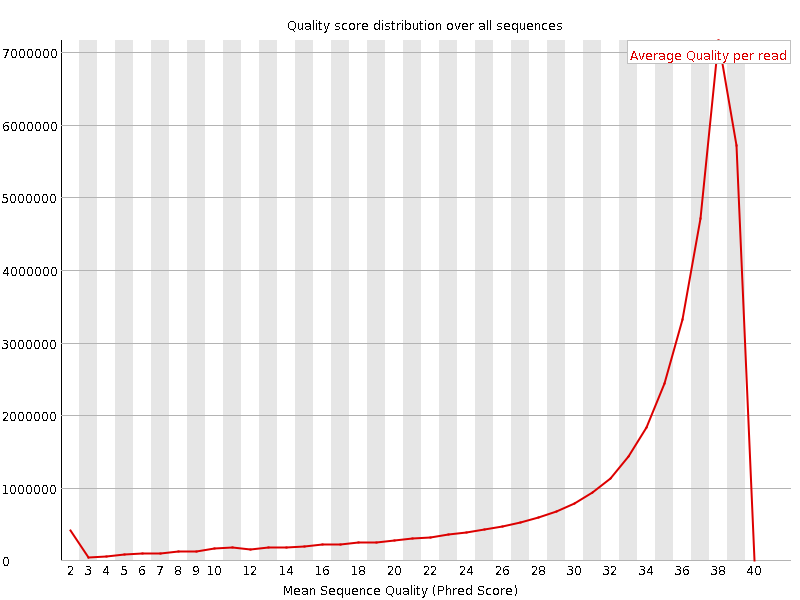 Quality score distribution over all sequences
Average Quality per read
7000000
6000000
5000000
4000000
3000000
2000000
1000000
0
2 3 4 5 6 7 8 9 10 12 14 16 18 20 22 24 26 28 30 32 34 36 38 40
Mean Sequence Quality (Phred Score)